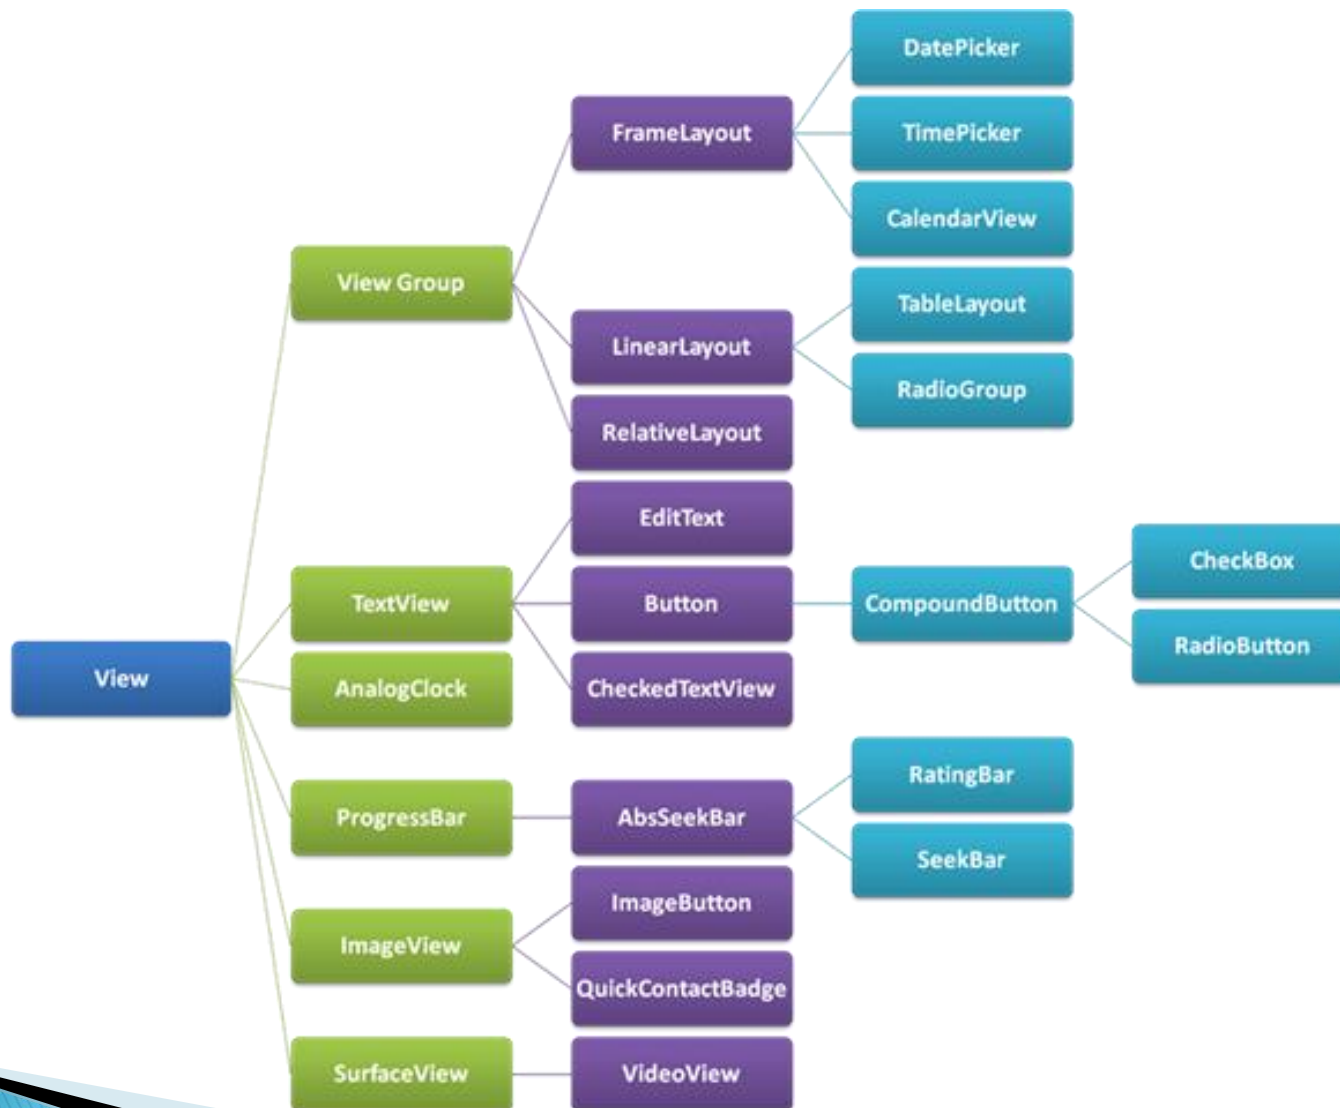 DatePicker
FrameLayout
TimePicker
CalendarView
View Group
TableLayout
LinearLayout
RadioGroup
RelativeLayout
EditText
CheckBox
TextView
Button
CompoundButton
RadioButton
View
AnalogClock
CheckedTextView
RatingBar
ProgressBar
AbsSeekBar
SeekBar
ImageButton
ImageView
QuickContactBadge
SurfaceView
VideoView